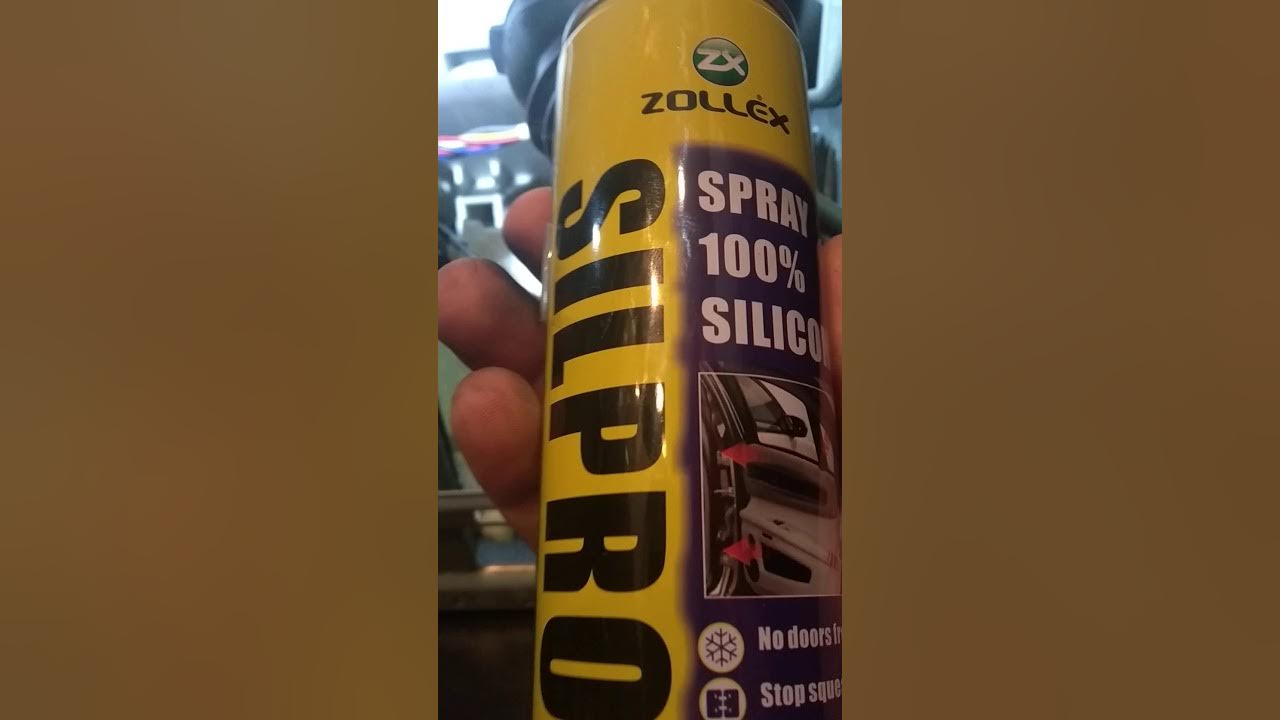 ZX
ZOLLEX®
SILPRO
SPRAY
100%
SILICO
No doors fr
Stop sque